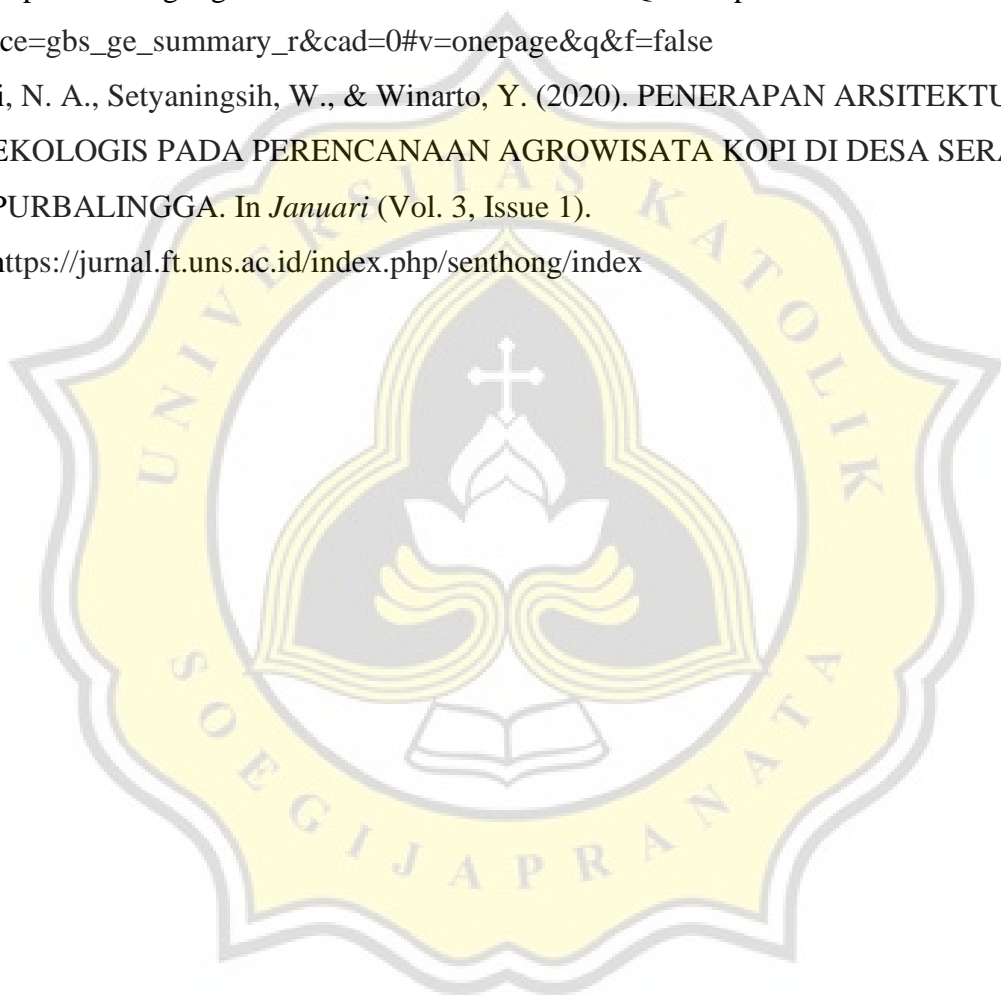 ce=gbs_ge_summary_r&cad=0#v=onepage&q&f=false
i, N. A., Setyaningsih, W., & Winarto, Y. (2020). PENERAPAN ARSITEKTU
EKOLOGIS PADA PERENCANAAN AGROWISATA KOPI DI DESA SERA
PURBALINGGA. In Januari (Vol. 3, Issue 1).
https://jurnal.ft.uns.ac.id/index.php/senthong/index
UNIVERSITAS KATOLIK
SOEGIJAPRANATA